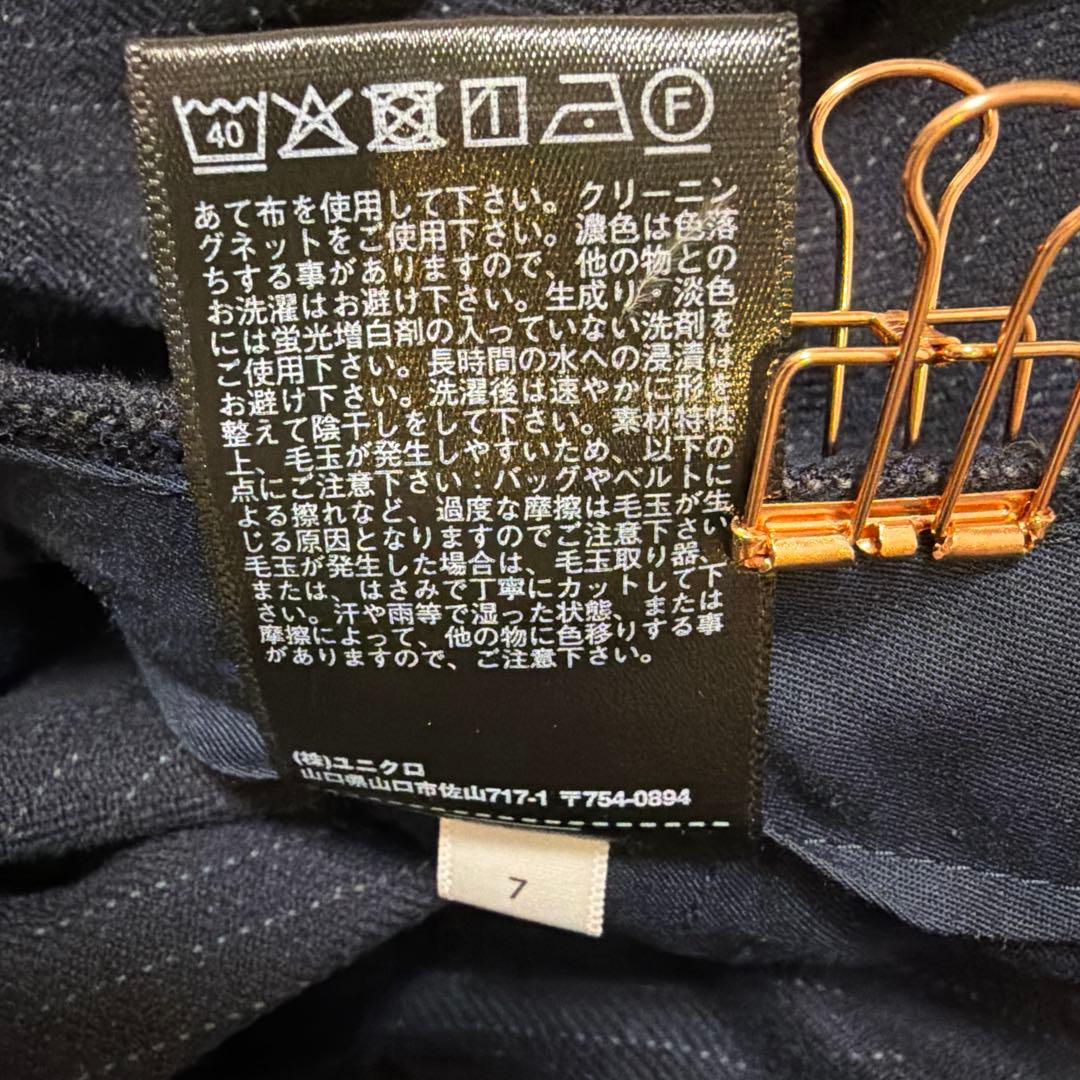 40
F
あて布を使用して下さい。クリーニン
グネットをご使用下さい。濃色は色落
ちする事がありますので、他の物との
お洗濯はお避け下さい。生成り・淡色
には蛍光増白剤の入っていない洗剤を
ご使用下さい。長時間の水への浸漬は
お避け下さい。洗濯後は速やかに形を
整えて陰干しをして下さい。素材特性
上、毛玉が発生しやすいため、以下の
点にご注意下さい・バッグやベルトに
よる擦れなど、過度な摩擦は毛玉が生
じる原因となりますのでご注意下さい。
毛玉が発生した場合は、毛玉取り器、
または、はさみで丁寧にカットして下
さい。汗や雨等で湿った状態、または
摩擦によって、他の物に色移りする事
がありますので、ご注意下さい。
(株)ユニクロ
山口県山口市佐山717-1 〒754-0894
7